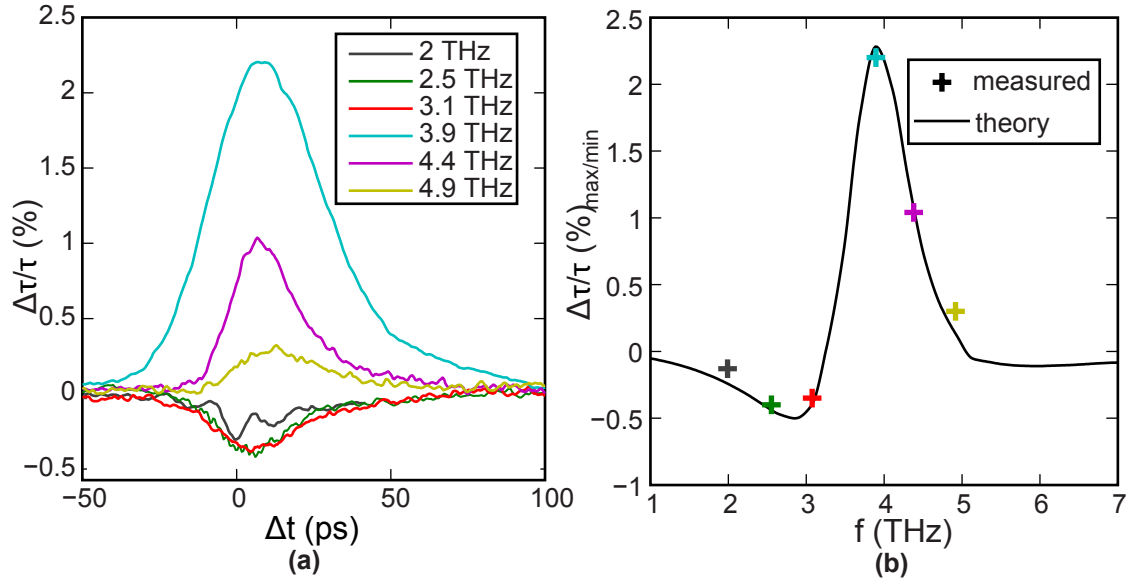 2.5
2
1.5
1
0.5
0
−0.5
−50
0
50
100
Δτ/τ (%)
Δt (ps)
(a)
2 THz
2.5 THz
3.1 THz
3.9 THz
4.4 THz
4.9 THz
2.5
2
1.5
1
0.5
0
−0.5
−1
1
2
3
4
5
6
7
Δτ/τ (%)max/min
f (THz)
(b)
measured
theory